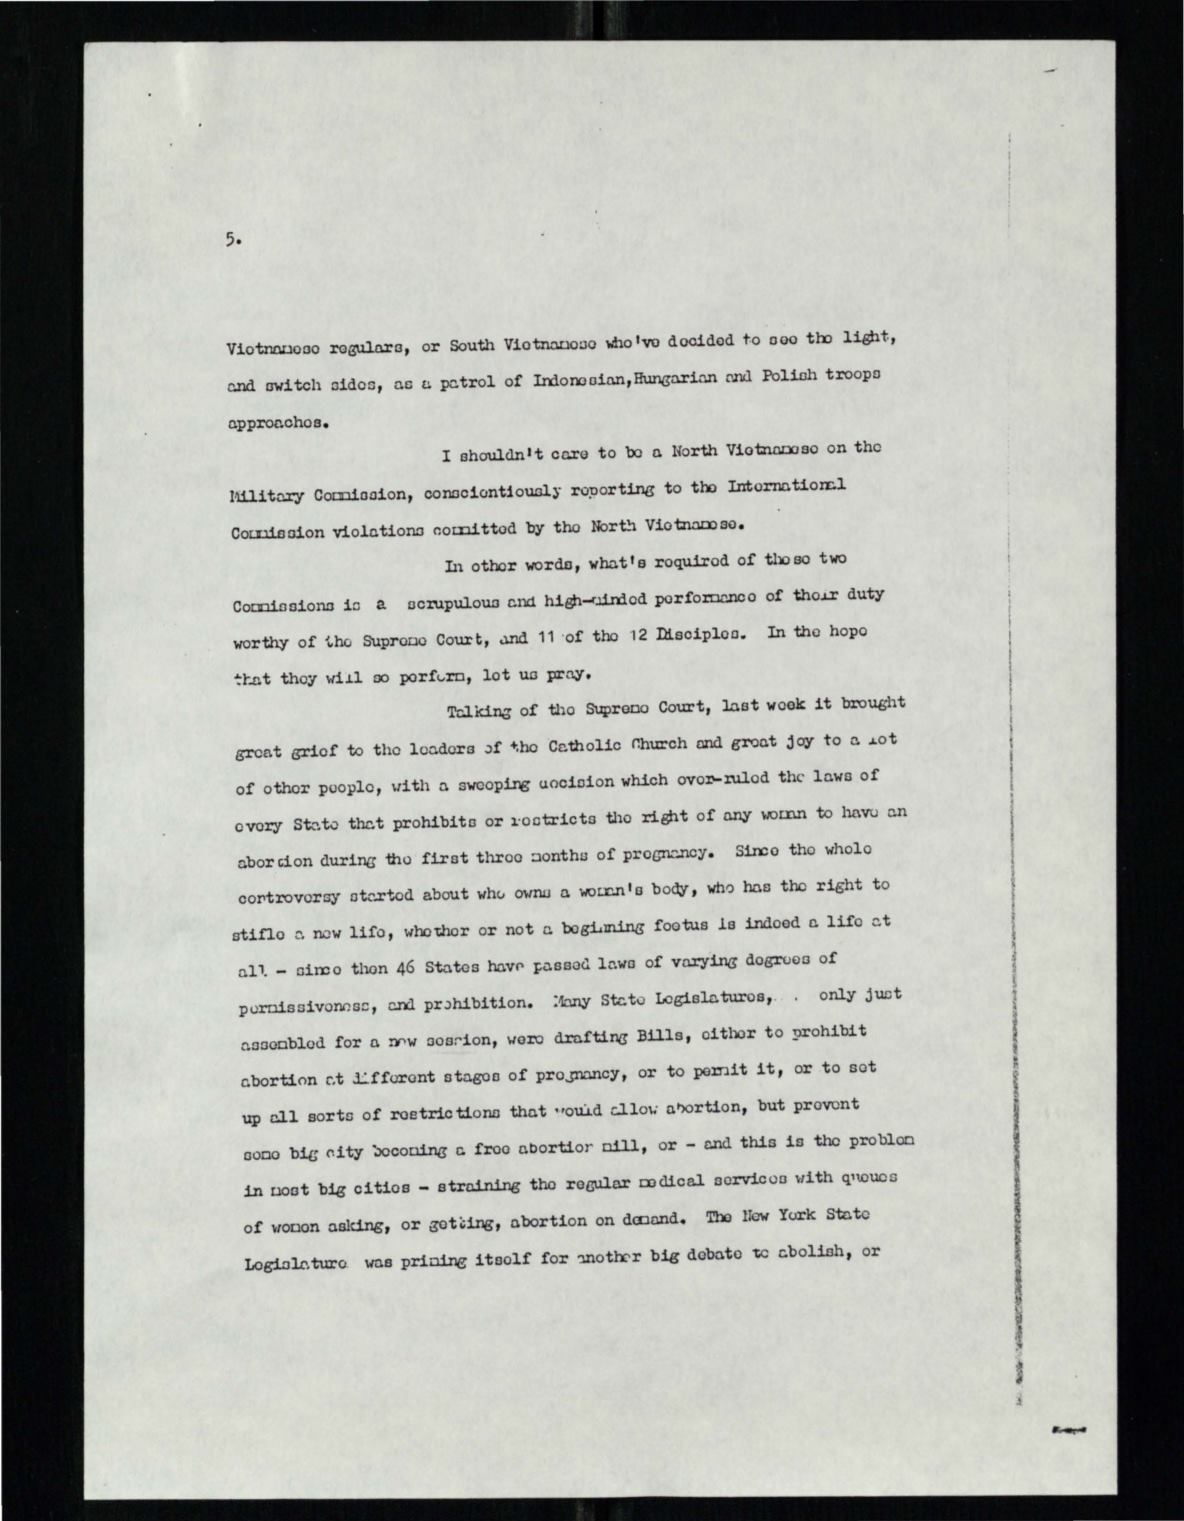 5.
Vietnamese regulars, or South Vietnamese who've decided to see the light,
and switch sides, as a patrol of Indonesian,Hungarian and Polish troops
approaches.
I shouldn't care to be a North Vietnamese on the
Military Commission, conscientiously reporting to the International
Commission violations committed by the North Vietnamese.
In other words, what's required of these two
Commissions is a scrupulous and high-minded performance of their duty
worthy of the Supreme Court, and 11 of the 12 Disciples. In the hope
that they will so perform, let us pray.
Talking of the Supreme Court, last week it brought
great grief to the leaders of the Catholic Church and great joy to a lot
of other people, with a sweeping decision which over-ruled the laws of
every State that prohibits or restricts the right of any woman to have an
abortion during the first three months of pregnancy. Since the whole
controversy started about who owns a woman's body, who has the right to
stifle a new life, whether or not a beginning foetus is indeed a life at
all - since then 46 States have passed laws of varying degrees of
permissiveness, and prohibition. Many State Legislatures, . only just
assembled for a new session, were drafting Bills, either to prohibit
abortion at different stages of pregnancy, or to permit it, or to set
up all sorts of restrictions that would allow abortion, but prevent
some big city becoming a free abortion mill, or - and this is the problem
in most big cities - straining the regular medical services with queues
of women asking, or getting, abortion on demand. The New York State
Legislature was priming itself for another big debate to abolish, or